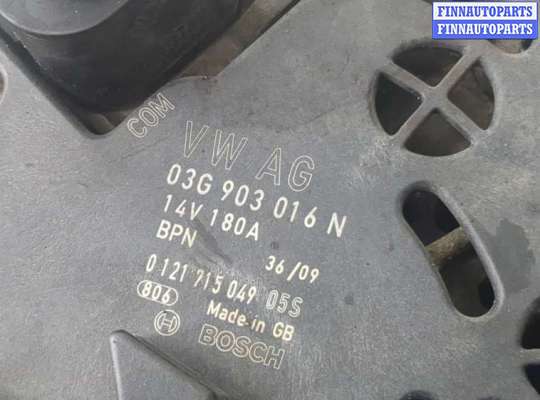 FINNAUTOPARTS
FINNAUTOPARTS
COM
VW AG
03G 903 016 N
14V 180A
BPN 36/09
0 121 715 049 05S
806 Made in GB
BOSCH